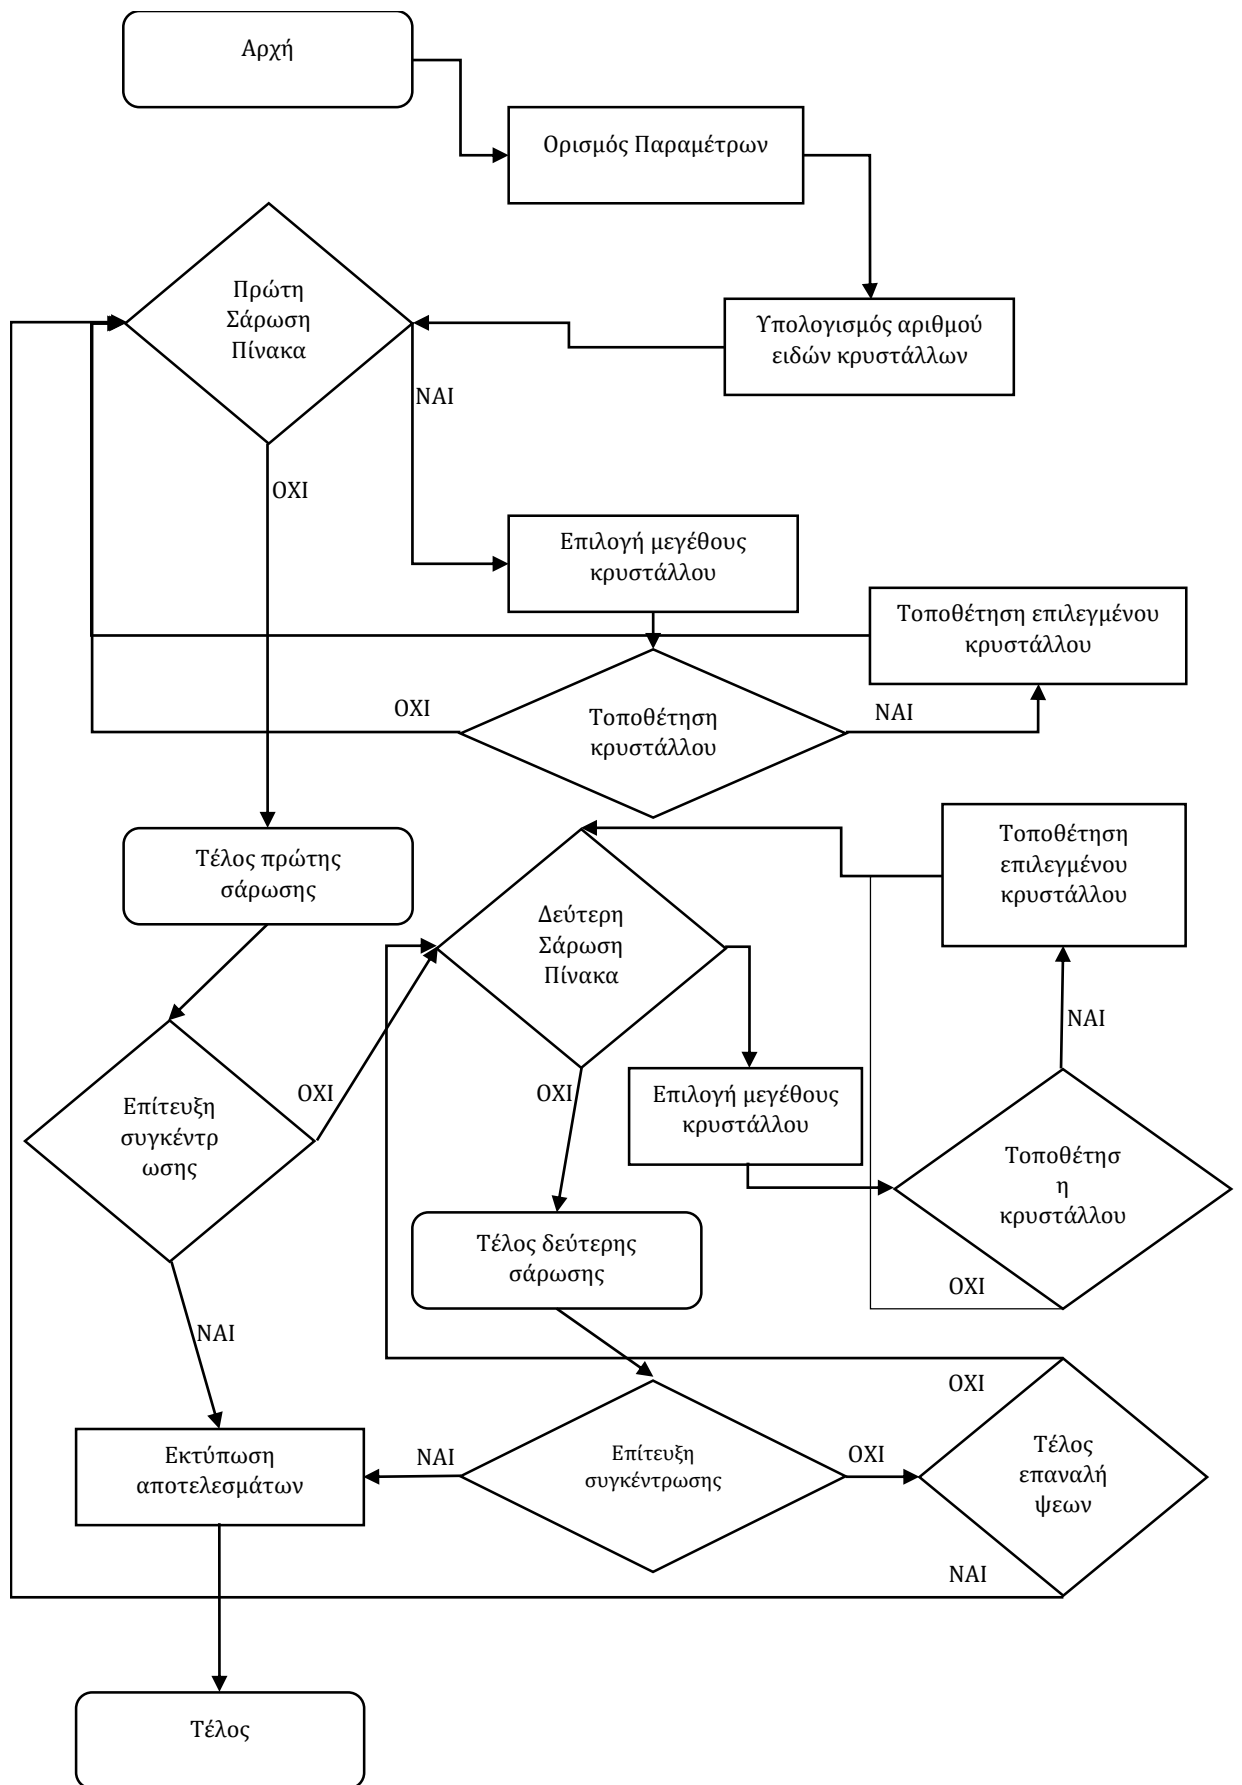 Αρχή
Ορισμός Παραμέτρων
Πρώτη
Σάρωση
Πίνακα
Υπολογισμός αριθμού
ειδών κρυστάλλων
ΝΑΙ
ΟΧΙ
Επιλογή μεγέθους
κρυστάλλου
Τοποθέτηση επιλεγμένου
κρυστάλλου
ΟΧΙ
Τοποθέτηση
κρυστάλλου
ΝΑΙ
Τέλος πρώτης
σάρωσης
Τοποθέτηση
επιλεγμένου
κρυστάλλου
Δεύτερη
Σάρωση
Πίνακα
ΝΑΙ
ΟΧΙ
ΟΧΙ
Επίτευξη
συγκέντρ
ωσης
Επιλογή μεγέθους
κρυστάλλου
Τοποθέτησ
η
κρυστάλλου
Τέλος δεύτερης
σάρωσης
ΟΧΙ
ΝΑΙ
ΟΧΙ
Εκτύπωση
αποτελεσμάτων
ΝΑΙ
Επίτευξη
συγκέντρωσης
ΟΧΙ
Τέλος
επαναλή
ψεων
ΝΑΙ
Τέλος